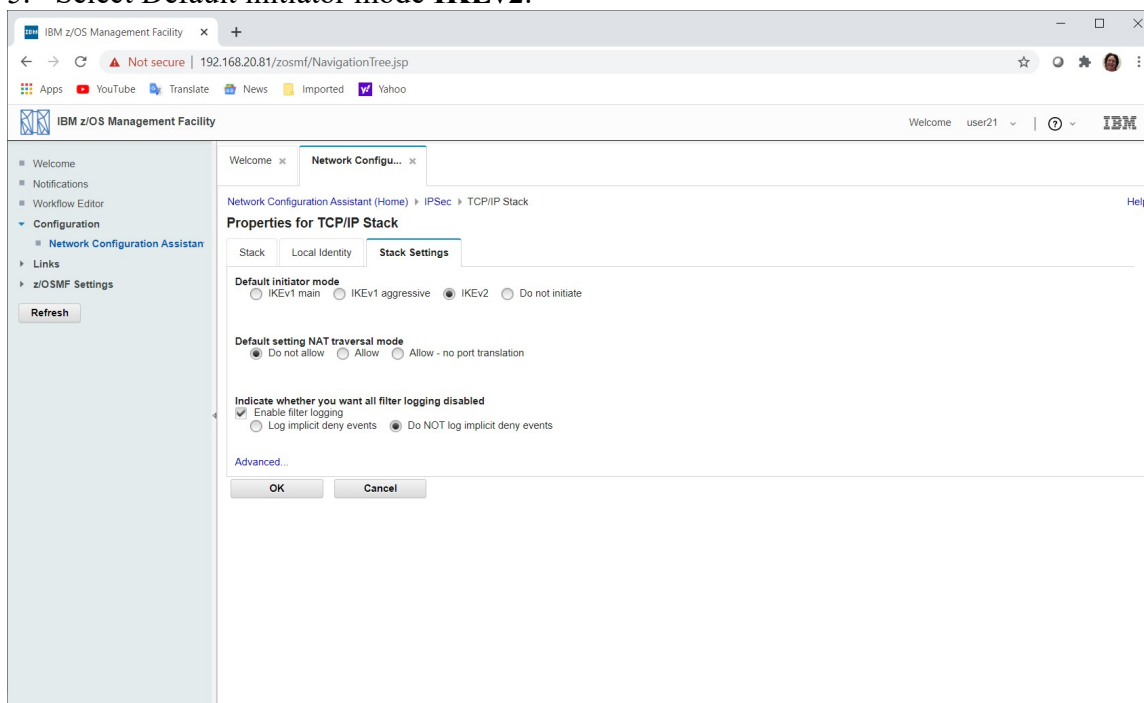 5. Select Default initiator mode IKEv2.
IBM z/OS Management Facility
Not secure | 192.168.20.81/zosmf/NavigationTree.jsp
Apps YouTube Translate News Imported Yahoo
IBM z/OS Management Facility Welcome user21 IBM
Welcome
Notifications
Workflow Editor
Configuration
Network Configuration Assistan
Links
z/OSMF Settings
Refresh
Welcome Network Configu...
Network Configuration Assistant (Home) IPSec TCP/IP Stack Help
Properties for TCP/IP Stack
Stack Local Identity Stack Settings
Default initiator mode
IKEv1 main IKEv1 aggressive IKEv2 Do not initiate
Default setting NAT traversal mode
Do not allow Allow Allow - no port translation
Indicate whether you want all filter logging disabled
Enable filter logging
Log implicit deny events Do NOT log implicit deny events
Advanced...
OK Cancel